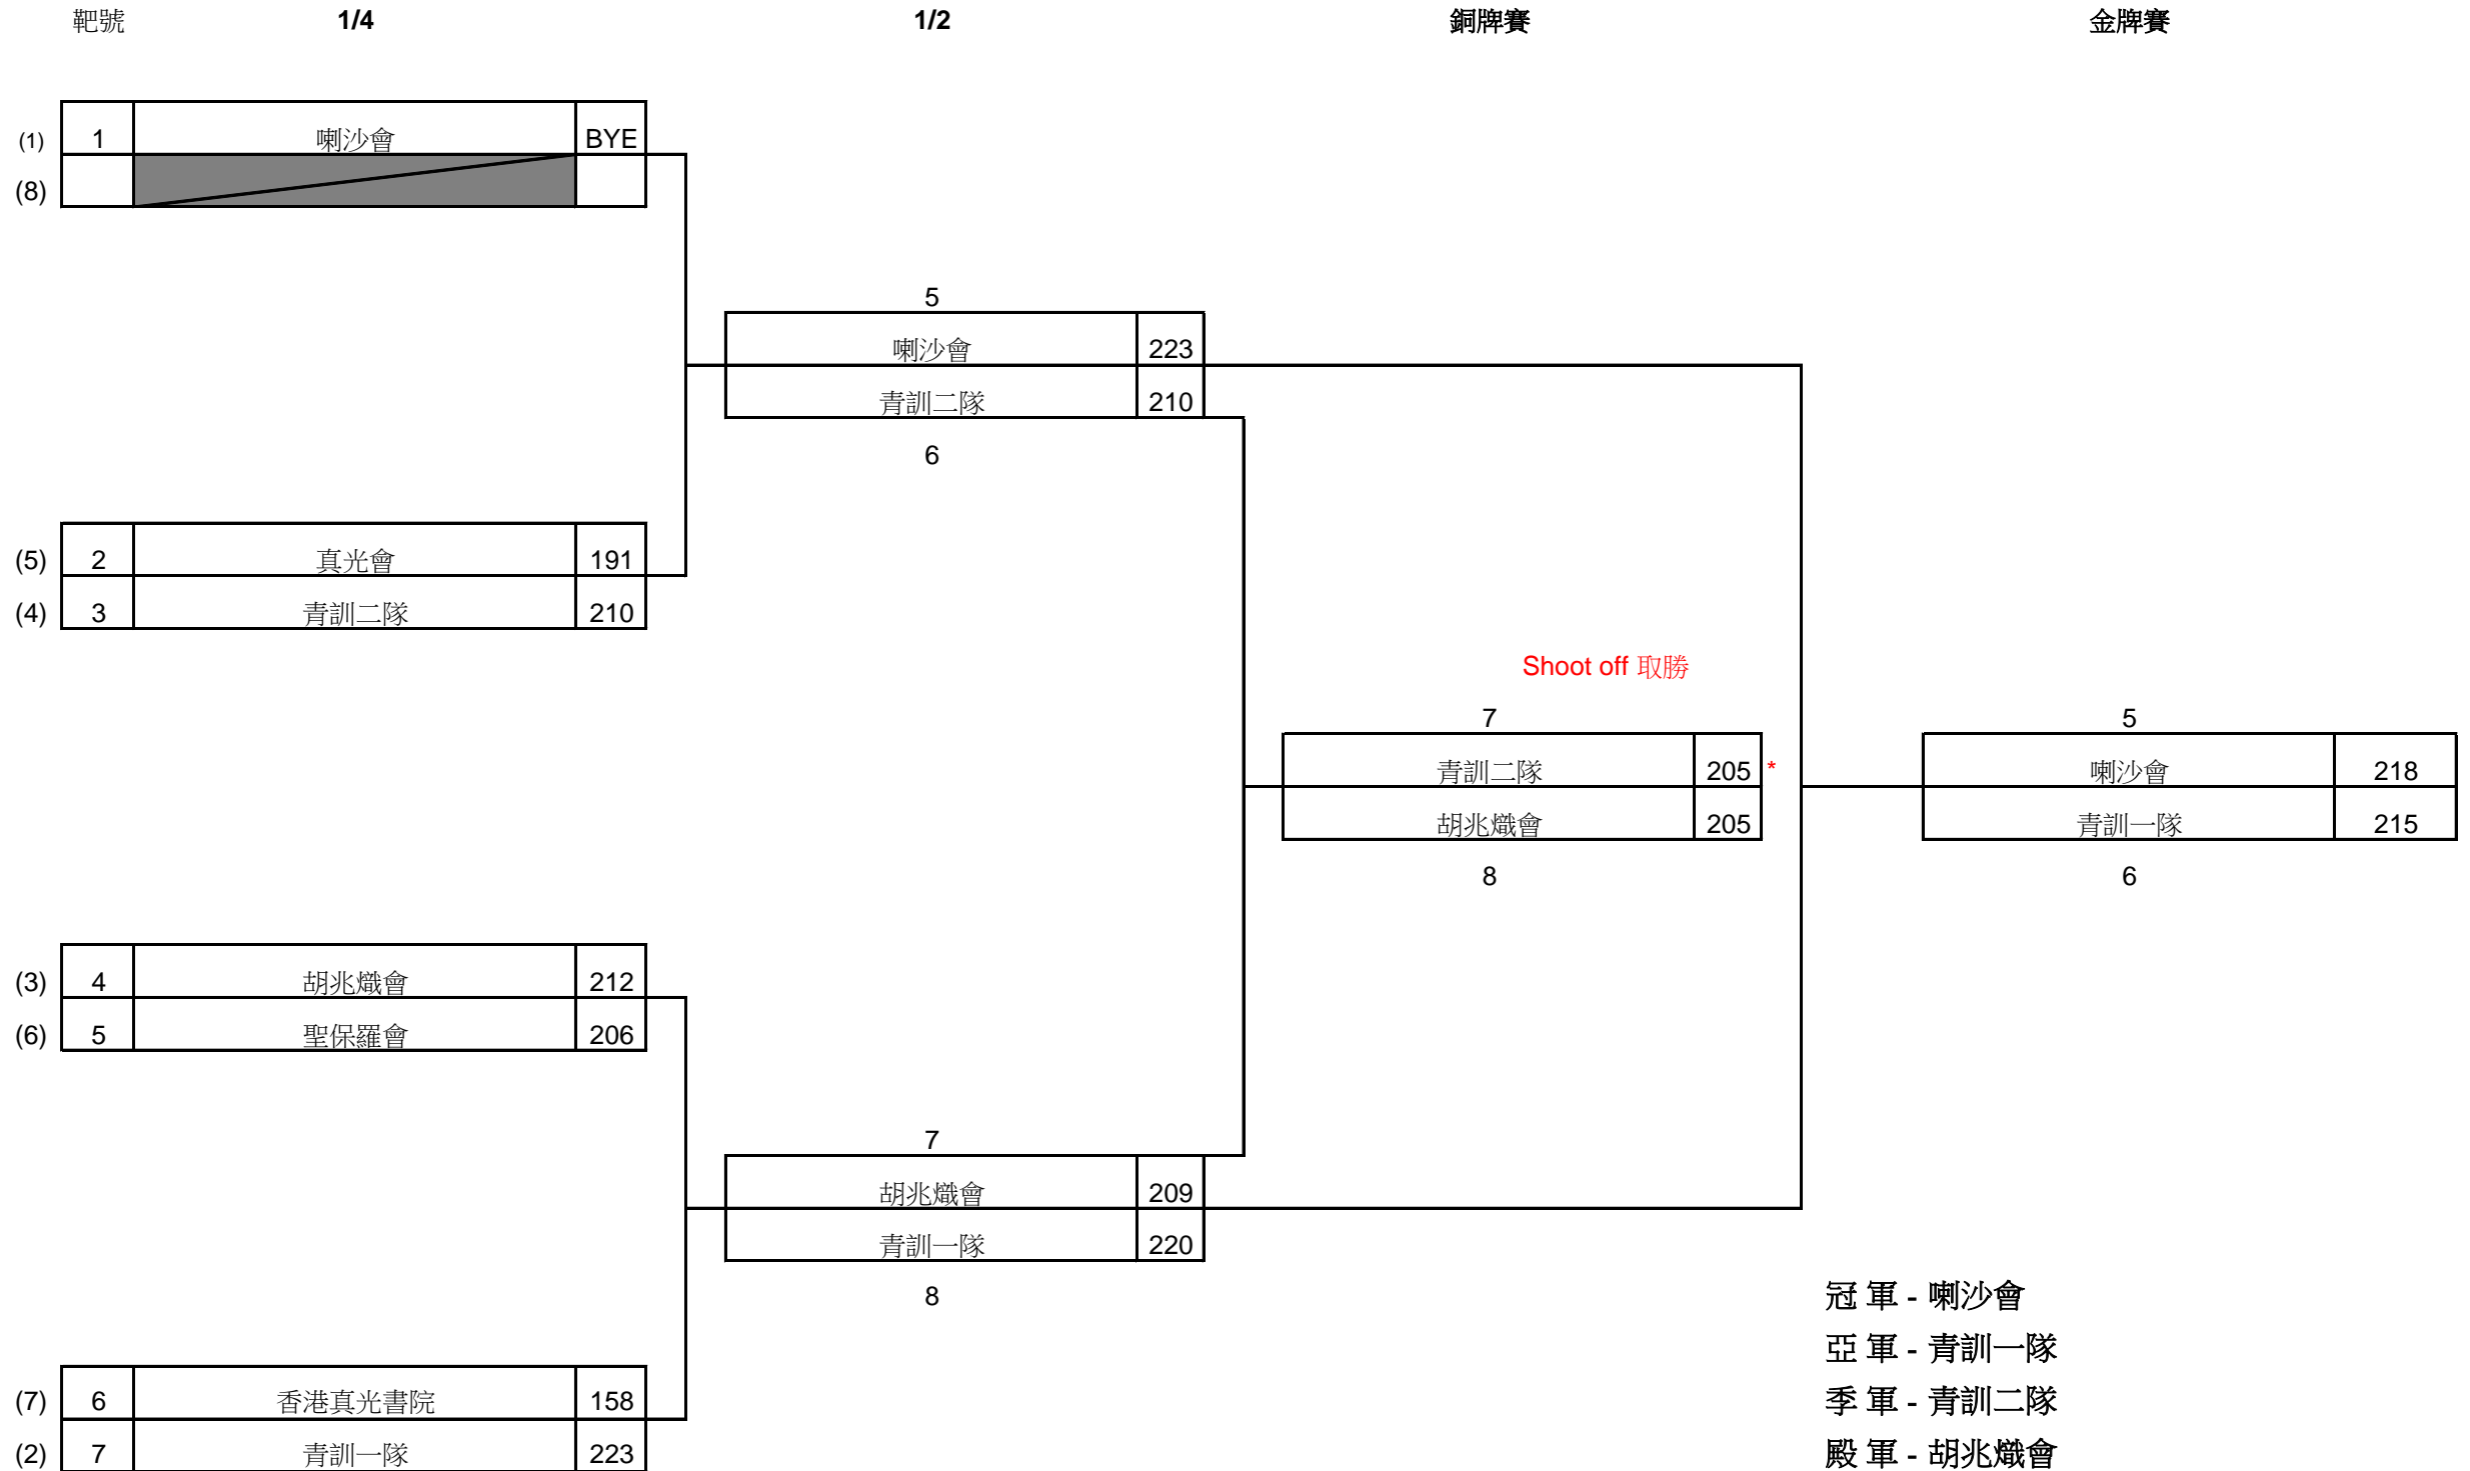 靶號 1/4 1/2 銅牌賽 金牌賽
(1) 1 喇沙會 BYE
(8)
5
喇沙會 223
青訓二隊 210
6
(5) 2 真光會 191
(4) 3 青訓二隊 210
Shoot off 取勝
7 5
青訓二隊 205 * 喇沙會 218
胡兆熾會 205 青訓一隊 215
8 6
(3) 4 胡兆熾會 212
(6) 5 聖保羅會 206
7
胡兆熾會 209
青訓一隊 220
8
冠 軍 - 喇沙會
亞 軍 - 青訓一隊
(7) 6 香港真光書院 158 季 軍 - 青訓二隊
(2) 7 青訓一隊 223 殿 軍 - 胡兆熾會